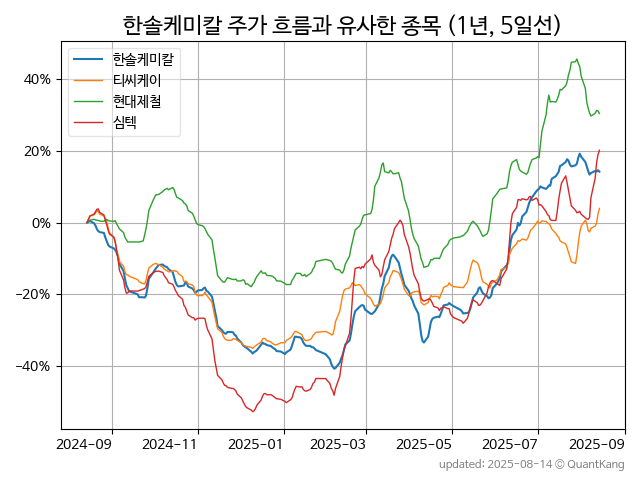 한솔케미칼 주가 흐름과 유사한 종목 (1년, 5일선)
한솔케미칼
티씨케이
현대제철
심텍
40%
20%
0%
−20%
−40%
2024-09 2024-11 2025-01 2025-03 2025-05 2025-07 2025-09
updated: 2025-08-14 © QuantKang